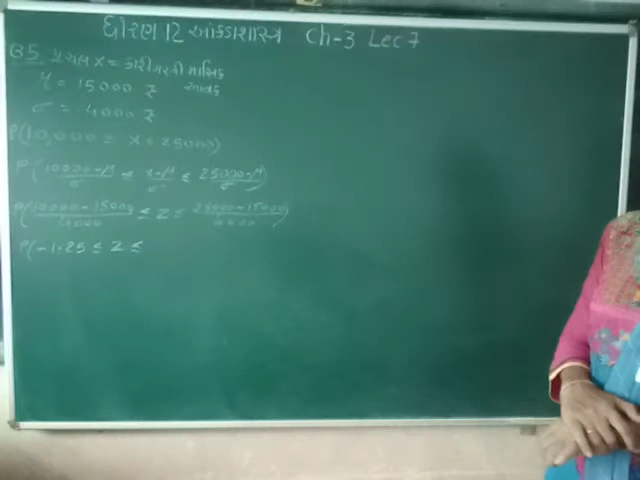 ધોરણ 12 આંકડાશાસ્ત્ર Ch-3 Lec 7
Q5 X = કારીગરની માસિક
આવક
μ = 15000 ₹
σ = 4000 ₹
P(10,000 ≤ X ≤ 25000)
P(10000-μ/σ ≤ x-μ/σ ≤ 25000-μ/σ)
P(10000-15000/4000 ≤ Z ≤ 25000-15000/4000)
P(-1.25 ≤ Z ≤